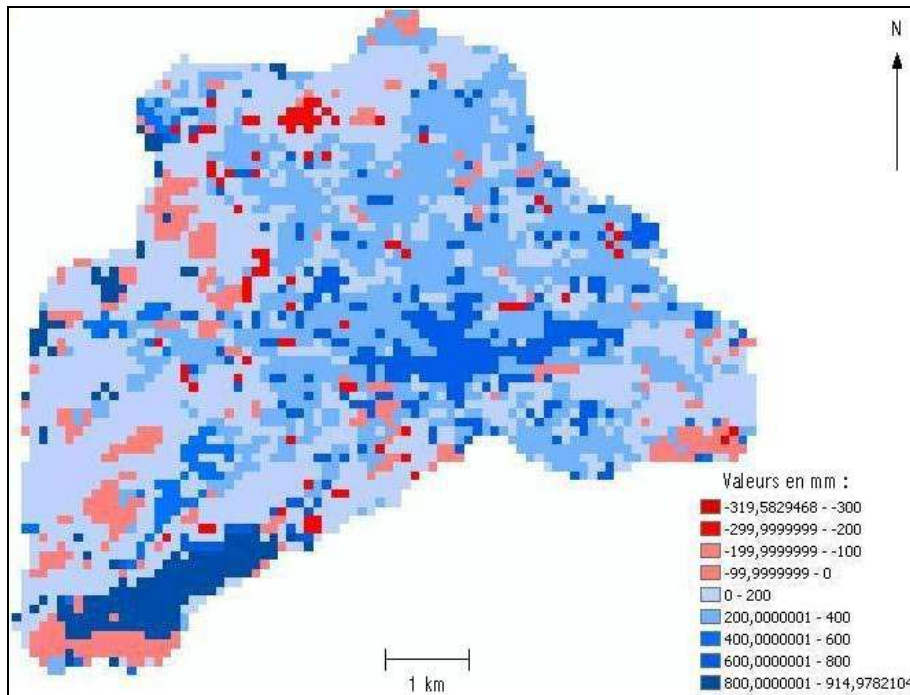 N
Valeurs en mm :
-319,5829468 - -300
-299,9999999 - -200
-199,9999999 - -100
-99,9999999 - 0
0 - 200
200,0000001 - 400
400,0000001 - 600
600,0000001 - 800
800,0000001 - 914,9782104
1 km